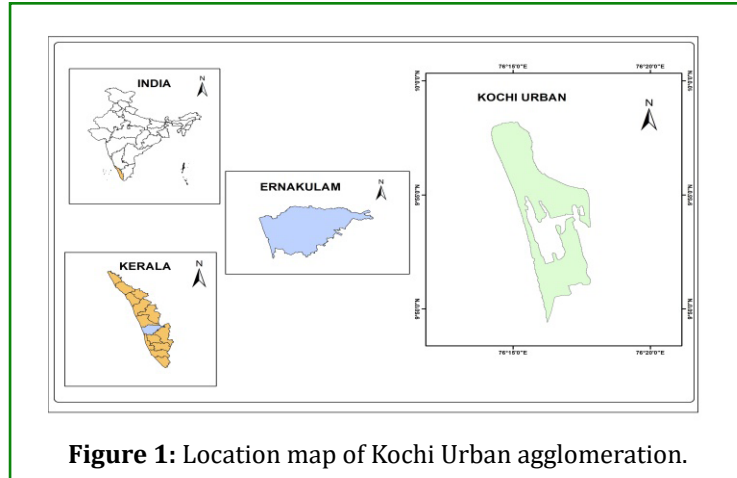 INDIA
N
ERNAKULAM
N
KERALA
N
KOCHI URBAN
N
76°15'0"E
76°20'0"E
76°15'0"E
76°20'0"E
Figure 1: Location map of Kochi Urban agglomeration.